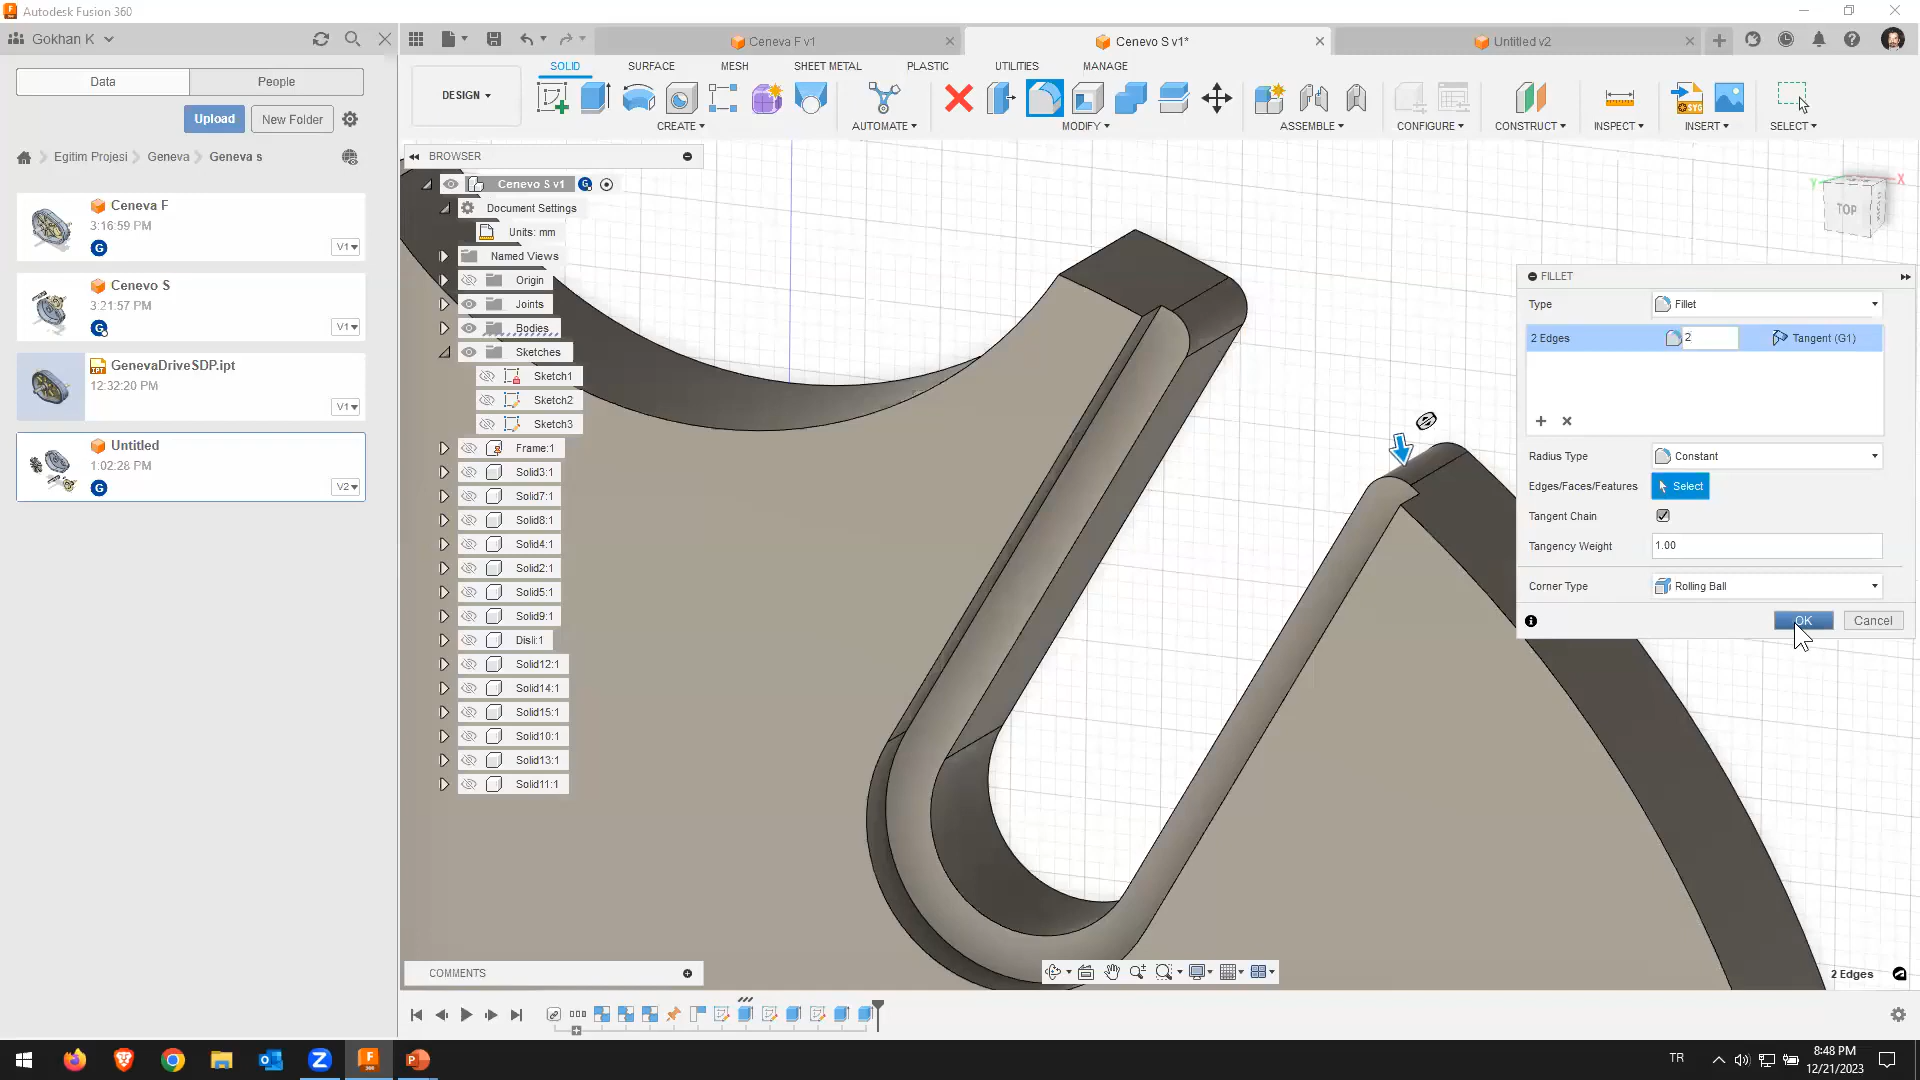 Autodesk Fusion 360
Gokhan K
Ceneva F v1
Cenevo S v1*
Untitled v2
Data
People
Upload
New Folder
Egitim Projesi
Geneva
Geneva s
Ceneva F
3:16:59 PM
G
V1
Cenevo S
3:21:57 PM
G
V1
GenevaDriveSDP.ipt
12:32:20 PM
V1
Untitled
1:02:28 PM
G
V2
DESIGN
SOLID
SURFACE
MESH
SHEET METAL
PLASTIC
UTILITIES
MANAGE
CREATE
AUTOMATE
MODIFY
ASSEMBLE
CONFIGURE
CONSTRUCT
INSPECT
INSERT
SELECT
BROWSER
Cenevo S v1
G
Document Settings
Units: mm
Named Views
Origin
Joints
Bodies
Sketches
Sketch1
Sketch2
Sketch3
Frame:1
Solid3:1
Solid7:1
Solid8:1
Solid4:1
Solid2:1
Solid5:1
Solid9:1
Disli:1
Solid12:1
Solid14:1
Solid15:1
Solid10:1
Solid13:1
Solid11:1
Y
X
TOP
FILLET
Type
Fillet
2 Edges
2
Tangent (G1)
Radius Type
Constant
Edges/Faces/Features
Select
Tangent Chain
Tangency Weight
1.00
Corner Type
Rolling Ball
OK
Cancel
COMMENTS
2 Edges
TR
8:48 PM
12/21/2023